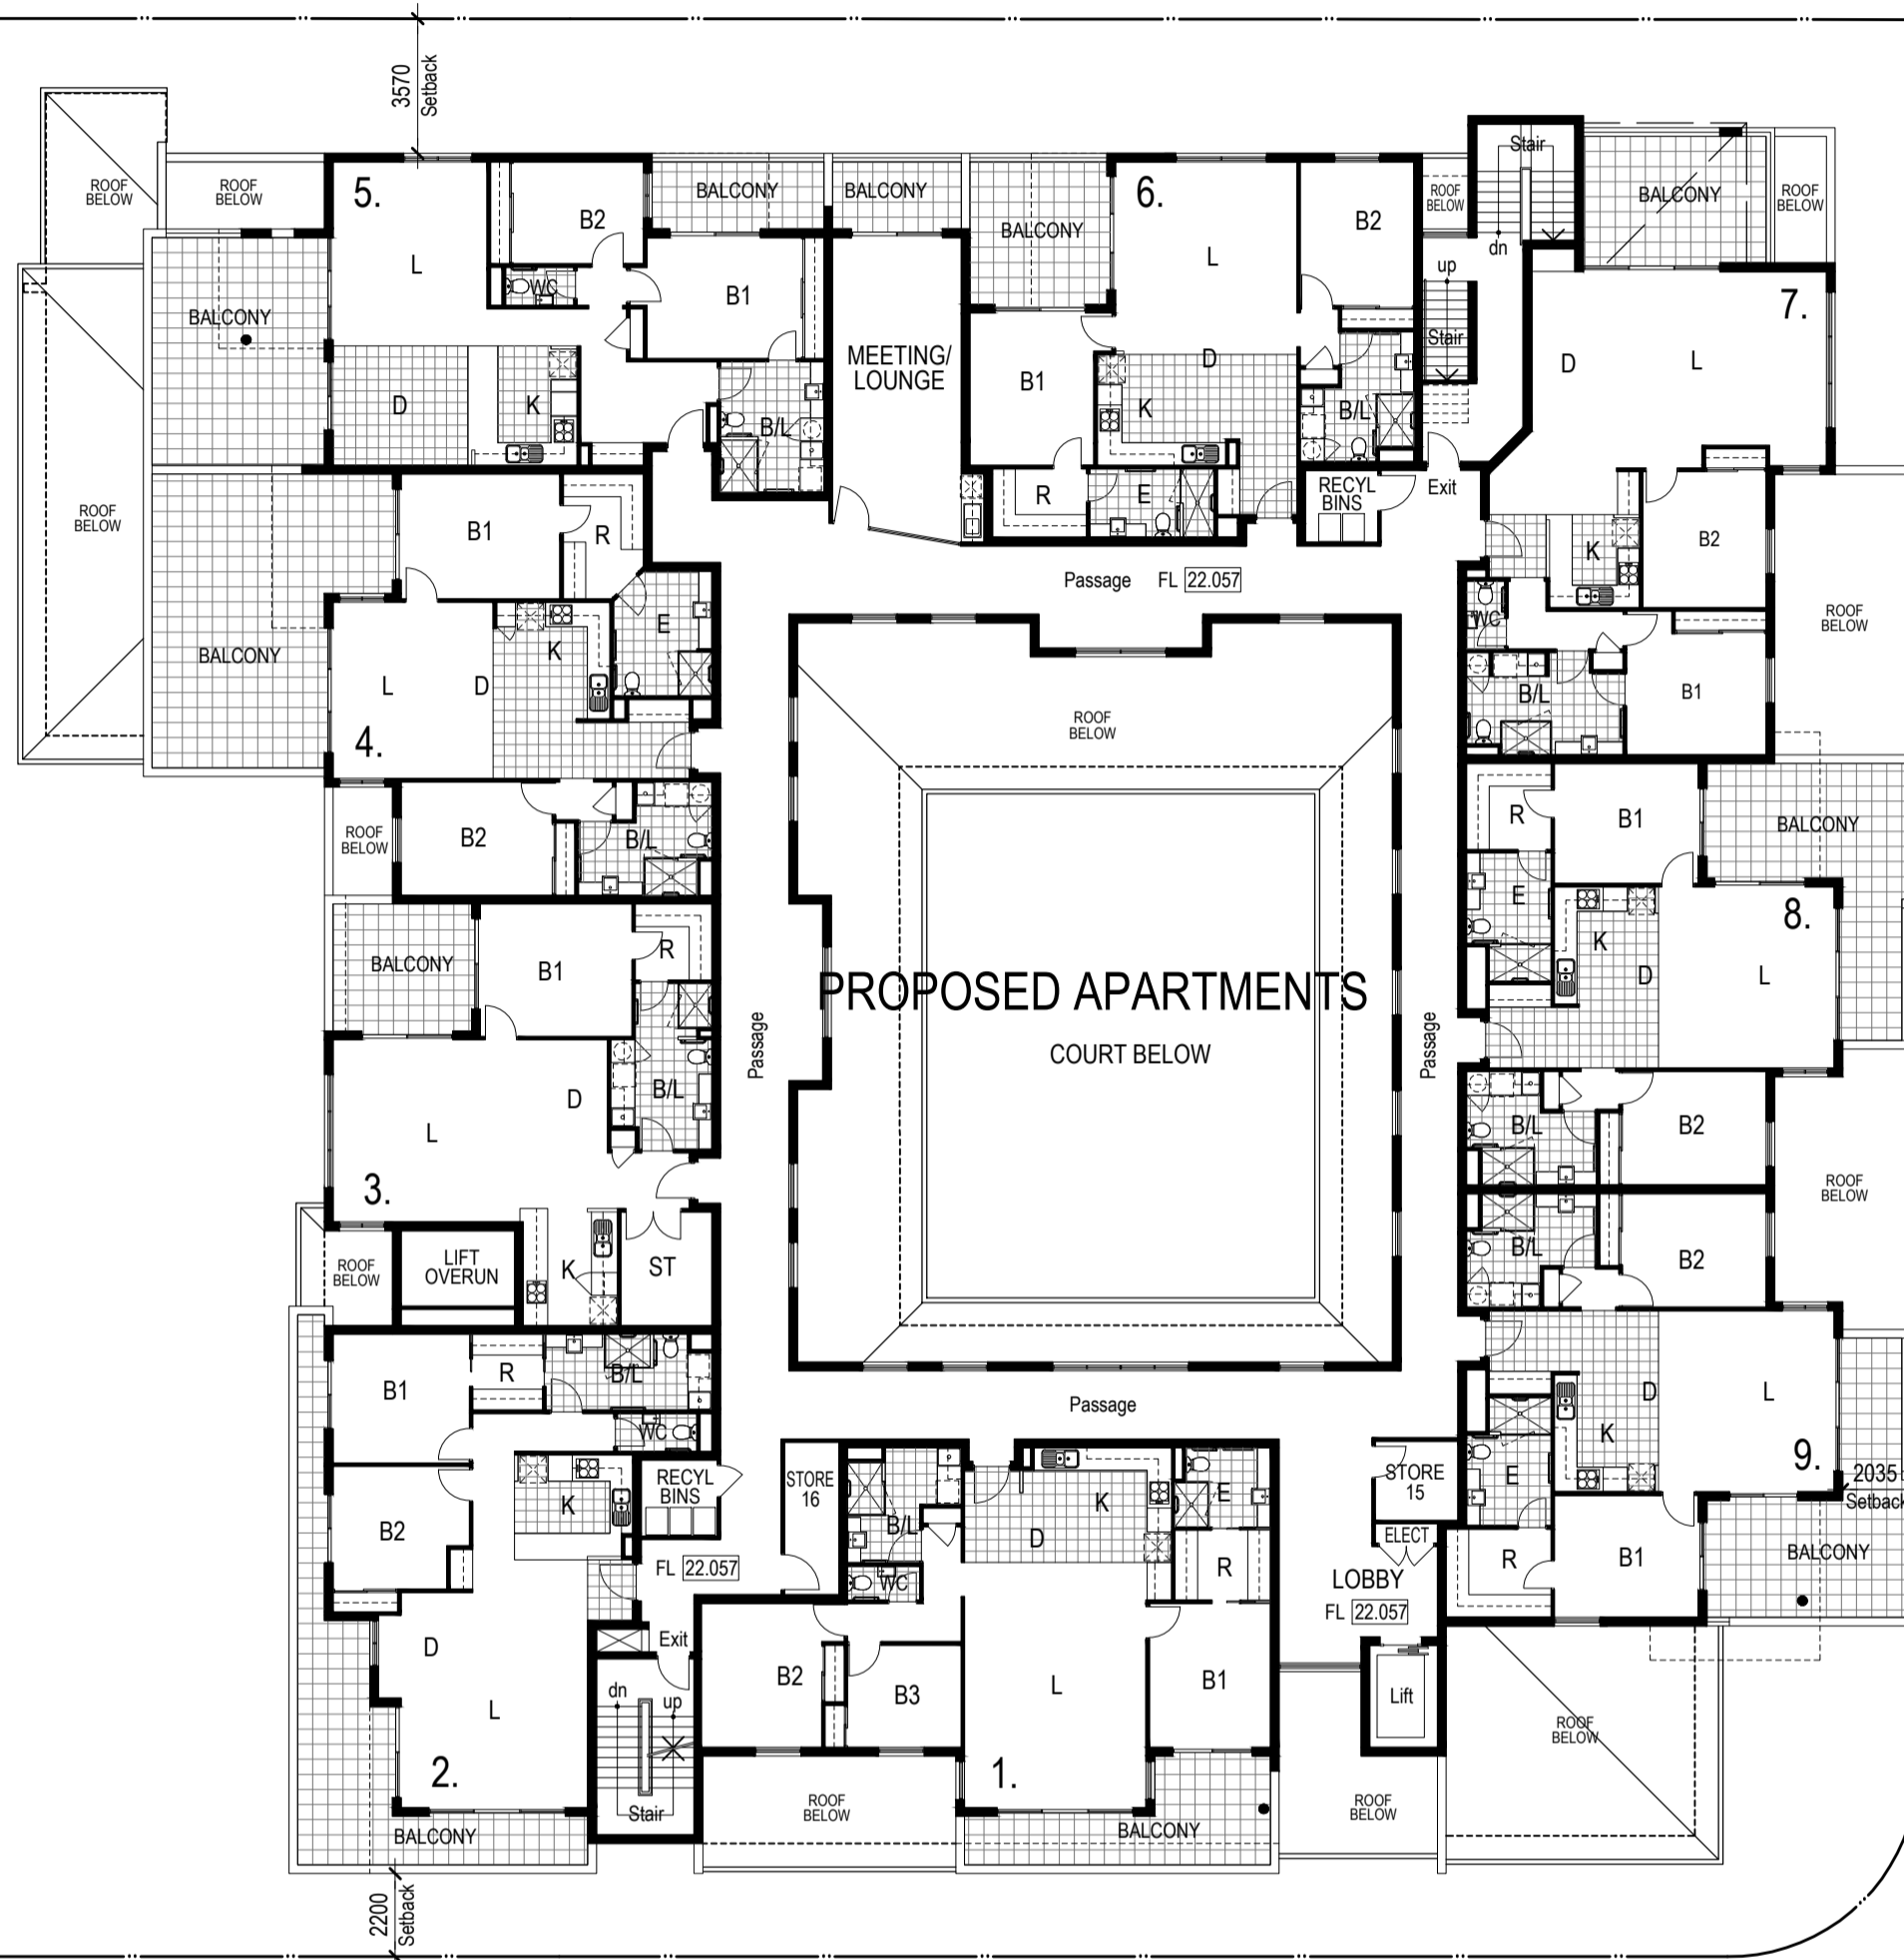 3570
Setback
ROOF
BELOW
ROOF
BELOW
5.
B2
BALCONY
BALCONY
L
WC
B1
BALCONY
D
K
B/L
MEETING/
LOUNGE
BALCONY
6.
L
B2
B1
D
K
B/L
R
E
RECYL
BINS
ROOF
BELOW
Stair
dn
up
Stair
Exit
BALCONY
ROOF
BELOW
7.
D
L
K
B2
WC
B/L
B1
ROOF
BELOW
ROOF
BELOW
B1
R
BALCONY
E
K
L
D
4.
ROOF
BELOW
B2
B/L
Passage
FL 22.057
ROOF
BELOW
PROPOSED APARTMENTS
COURT BELOW
Passage
Passage
R
B1
BALCONY
E
8.
K
D
L
B/L
B2
ROOF
BELOW
B/L
B2
BALCONY
B1
R
B/L
D
L
3.
ROOF
BELOW
LIFT
OVERUN
K
ST
B1
R
B/L
WC
K
RECYL
BINS
B2
FL 22.057
D
L
2.
Exit
dn
up
Stair
BALCONY
2200
Setback
Passage
STORE
16
B/L
WC
K
D
E
R
B2
B3
L
B1
1.
ROOF
BELOW
BALCONY
STORE
15
ELECT
LOBBY
FL 22.057
Lift
ROOF
BELOW
D
L
K
E
9.
2035
Setback
R
B1
BALCONY
ROOF
BELOW